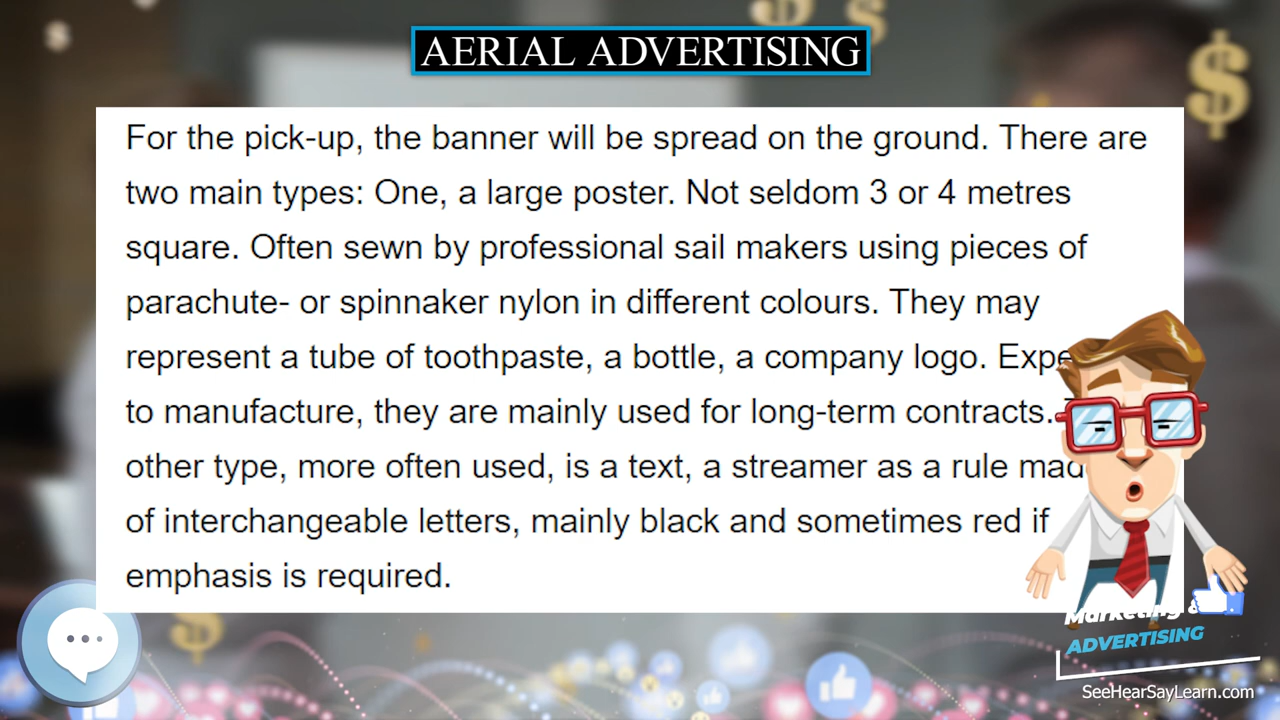 AERIAL ADVERTISING
For the pick-up, the banner will be spread on the ground. There are
two main types: One, a large poster. Not seldom 3 or 4 metres
square. Often sewn by professional sail makers using pieces of
parachute- or spinnaker nylon in different colours. They may
represent a tube of toothpaste, a bottle, a company logo.
to manufacture, they are mainly used for long-term contracts.
other type, more often used, is a text, a streamer as a rule
of interchangeable letters, mainly black and sometimes red if
emphasis is required.
Marketing &
ADVERTISING
SeeHearSayLearn.com